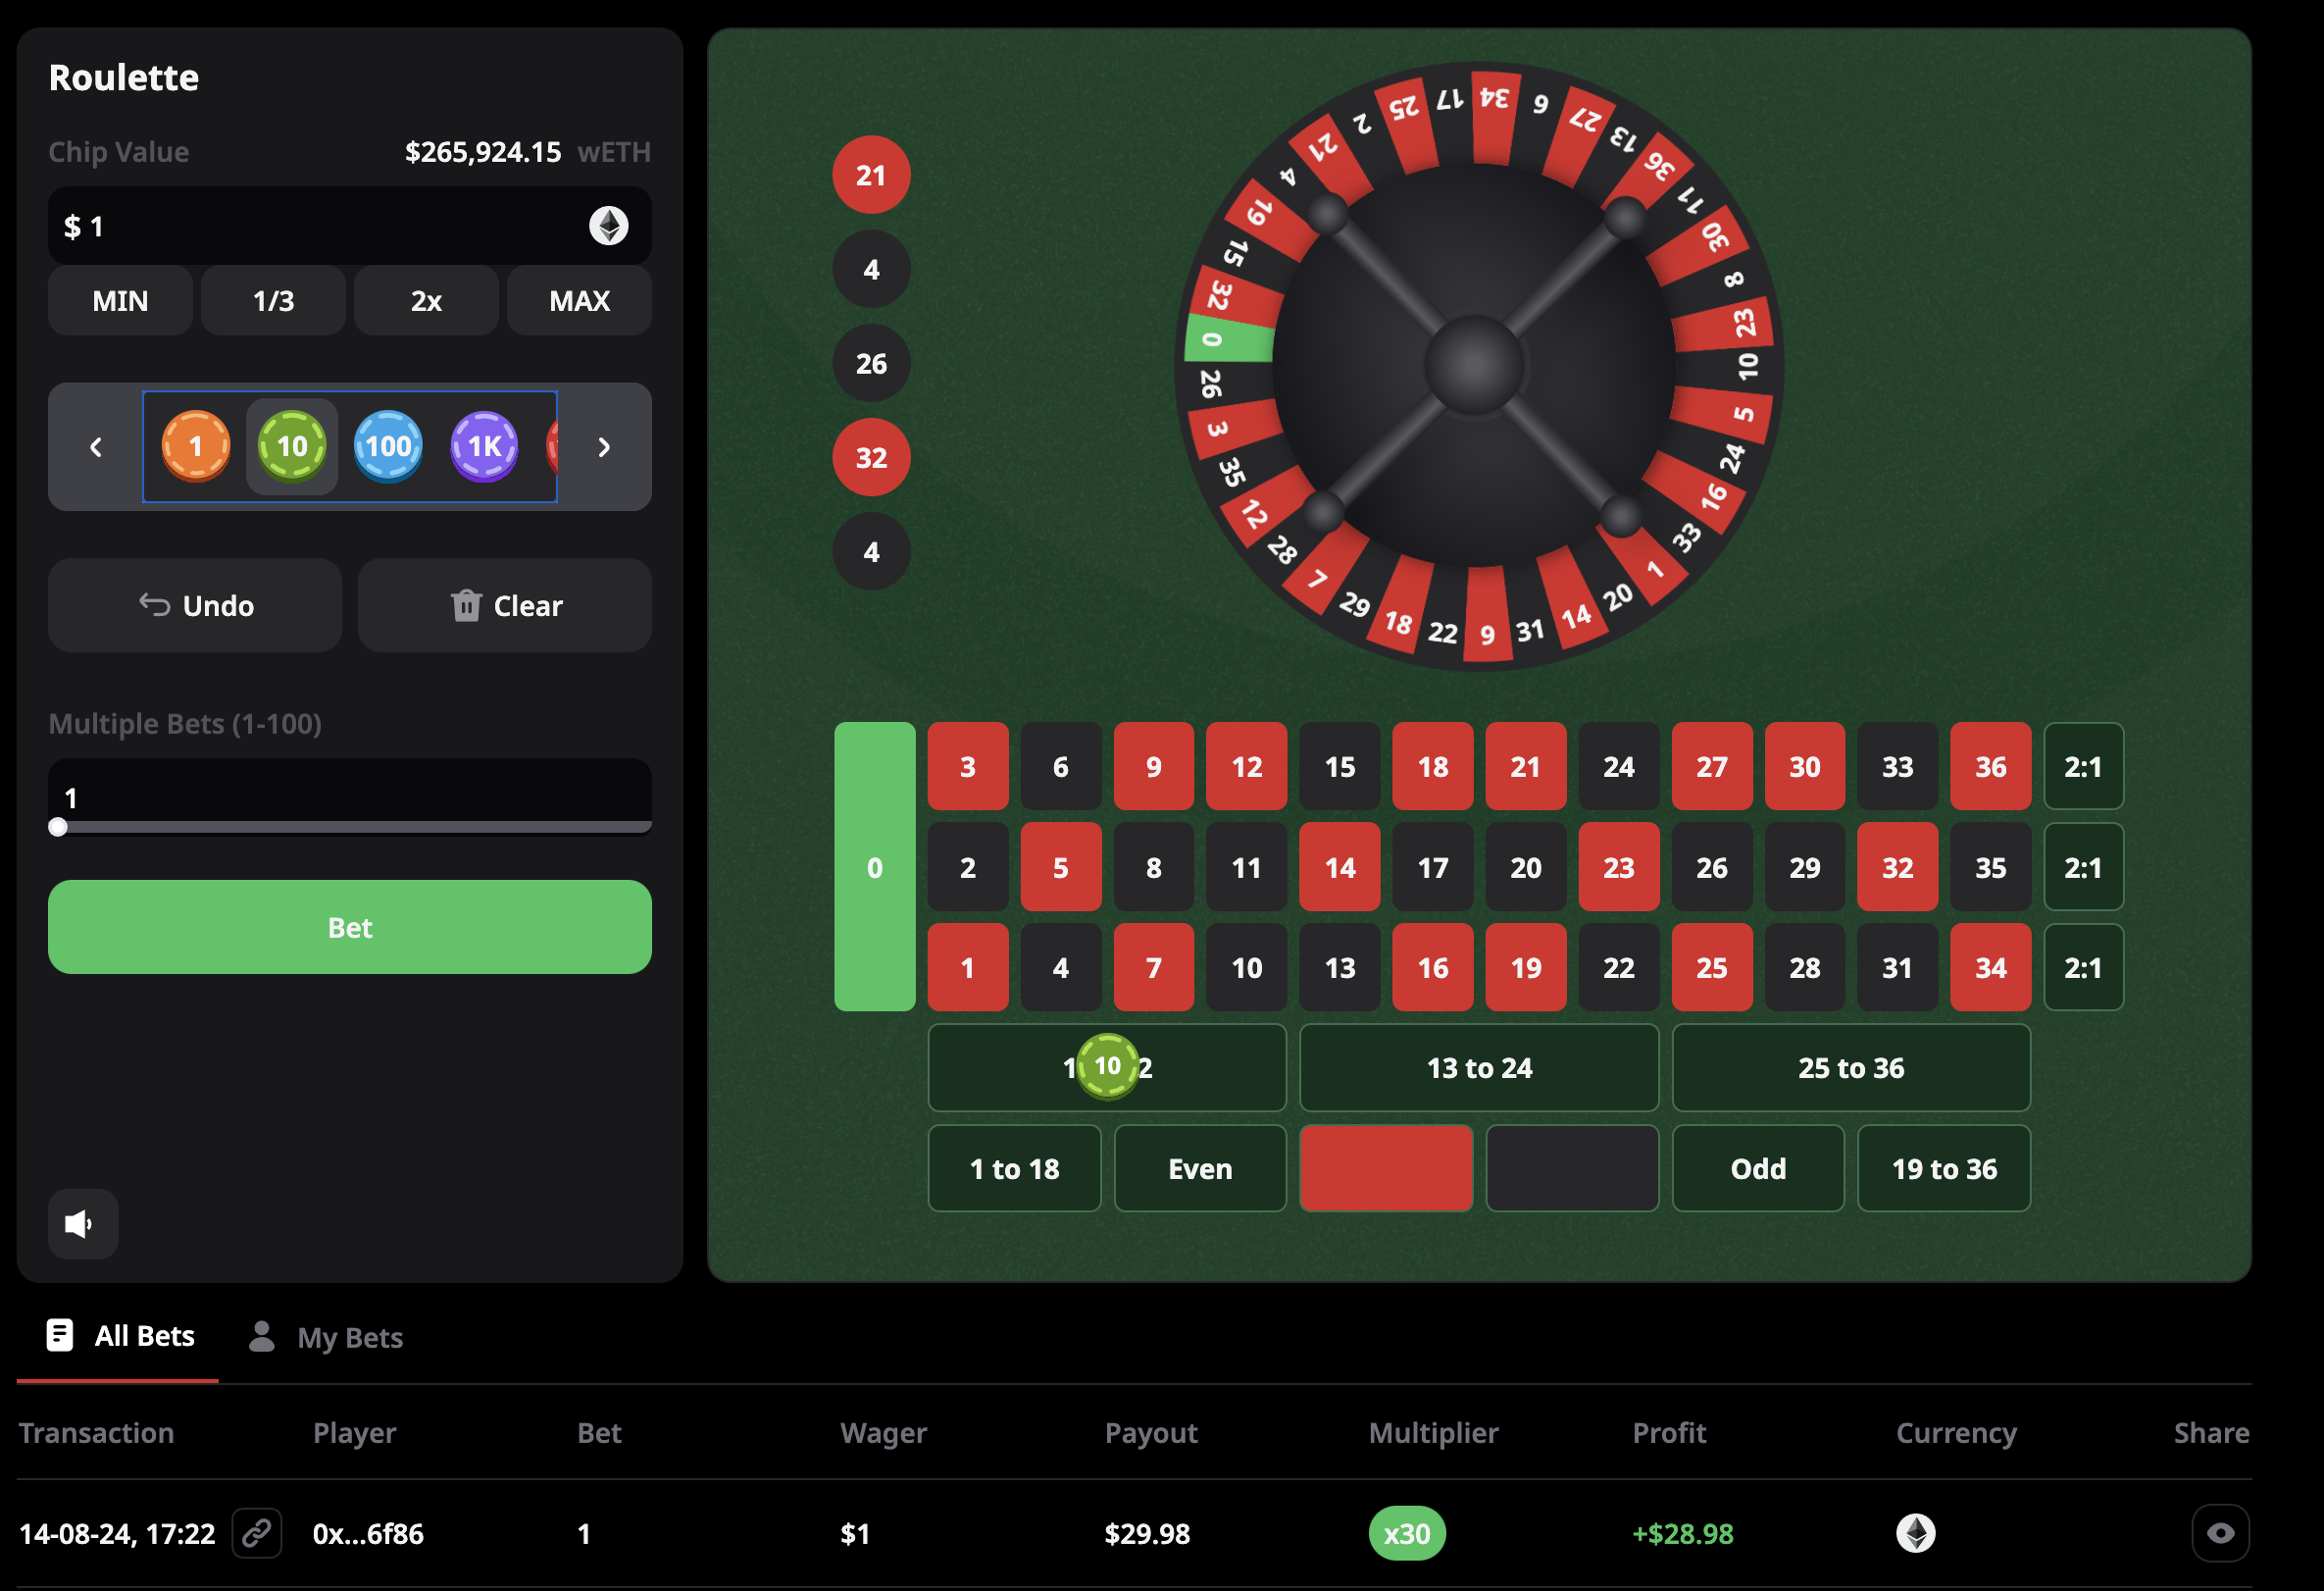 Roulette
Chip Value $265,924.15 wETH
$ 1
MIN 1/3 2x MAX
1 10 100 1K
Undo Clear
Multiple Bets (1-100)
1
Bet
21
4
26
32
4
0 32 15 19 4 21 2 25 17 34 6 27 13 36 11 30 8 23 10 5 24 16 33 1 20 14 31 9 22 18 29 7 28 12 35 3 26
3 6 9 12 15 18 21 24 27 30 33 36 2:1
0 2 5 8 11 14 17 20 23 26 29 32 35 2:1
1 4 7 10 13 16 19 22 25 28 31 34 2:1
1 10 2 13 to 24 25 to 36
1 to 18 Even Odd 19 to 36
All Bets My Bets
Transaction Player Bet Wager Payout Multiplier Profit Currency Share
14-08-24, 17:22 0x...6f86 1 $1 $29.98 x30 +$28.98